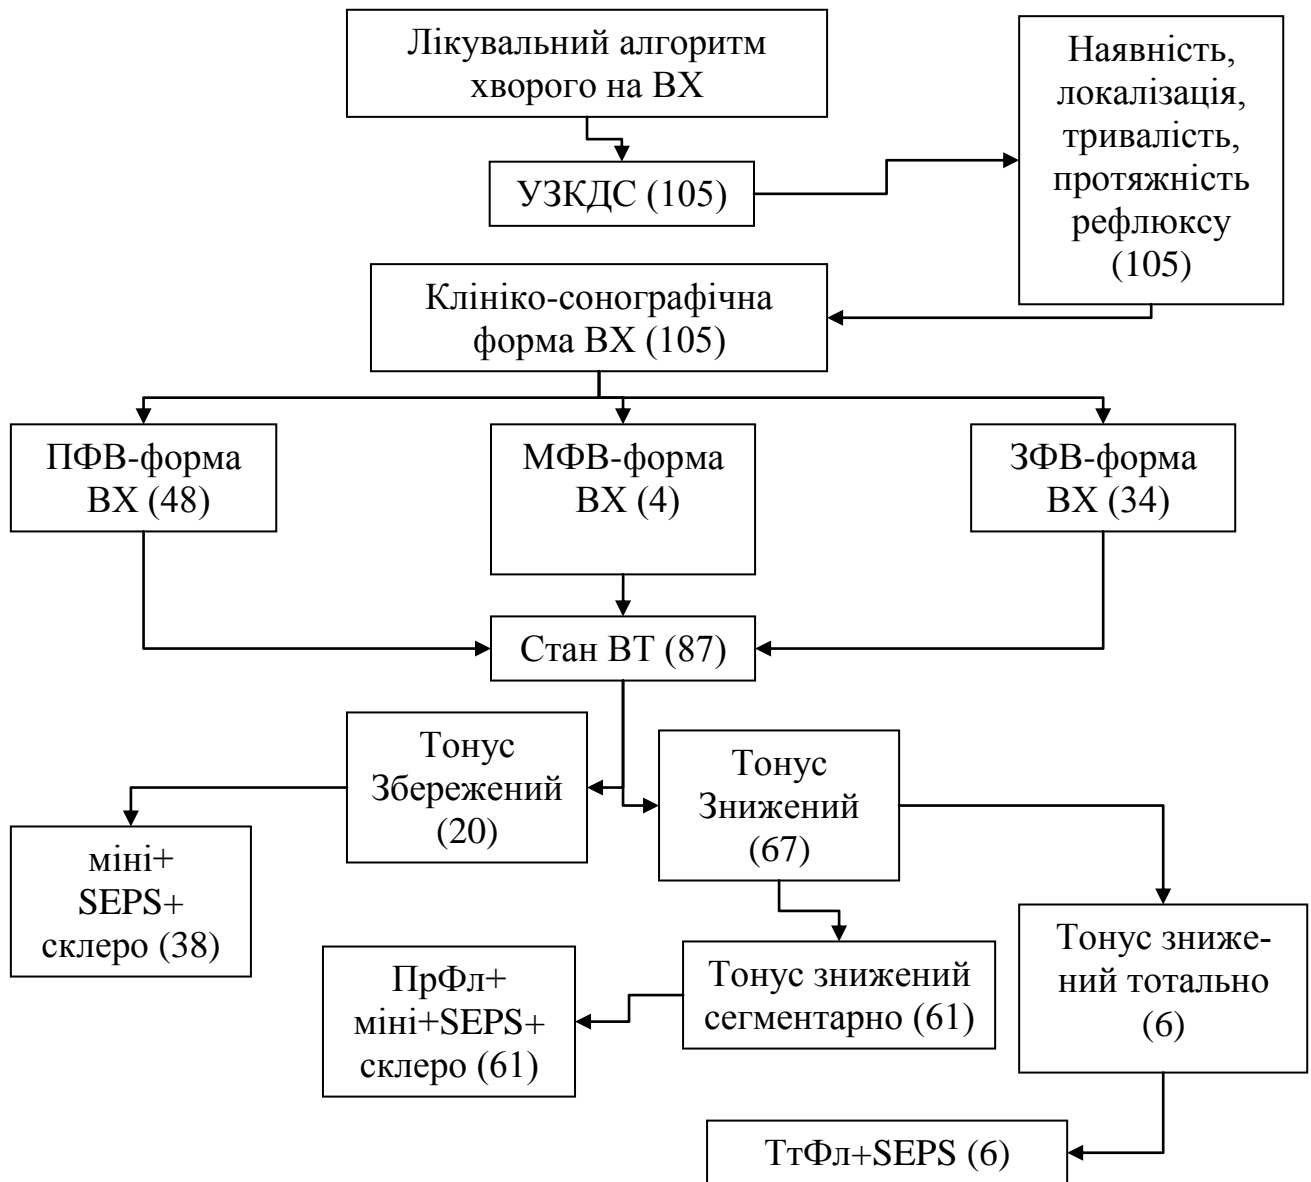 Лікувальний алгоритм
хворого на ВХ
Наявність,
локалізація,
тривалість,
протяжність
рефлюксу
(105)
УЗКДС (105)
Клініко-сонографічна
форма ВХ (105)
ПФВ-форма
ВХ (48)
МФВ-форма
ВХ (4)
ЗФВ-форма
ВХ (34)
Стан ВТ (87)
Тонус
Збережений
(20)
Тонус
Знижений
(67)
міні+
SEPS+
склеро (38)
Тонус знижений
сегментарно (61)
Тонус зниже-
ний тотально
(6)
ПрФл+
міні+SEPS+
склеро (61)
ТтФл+SEPS (6)